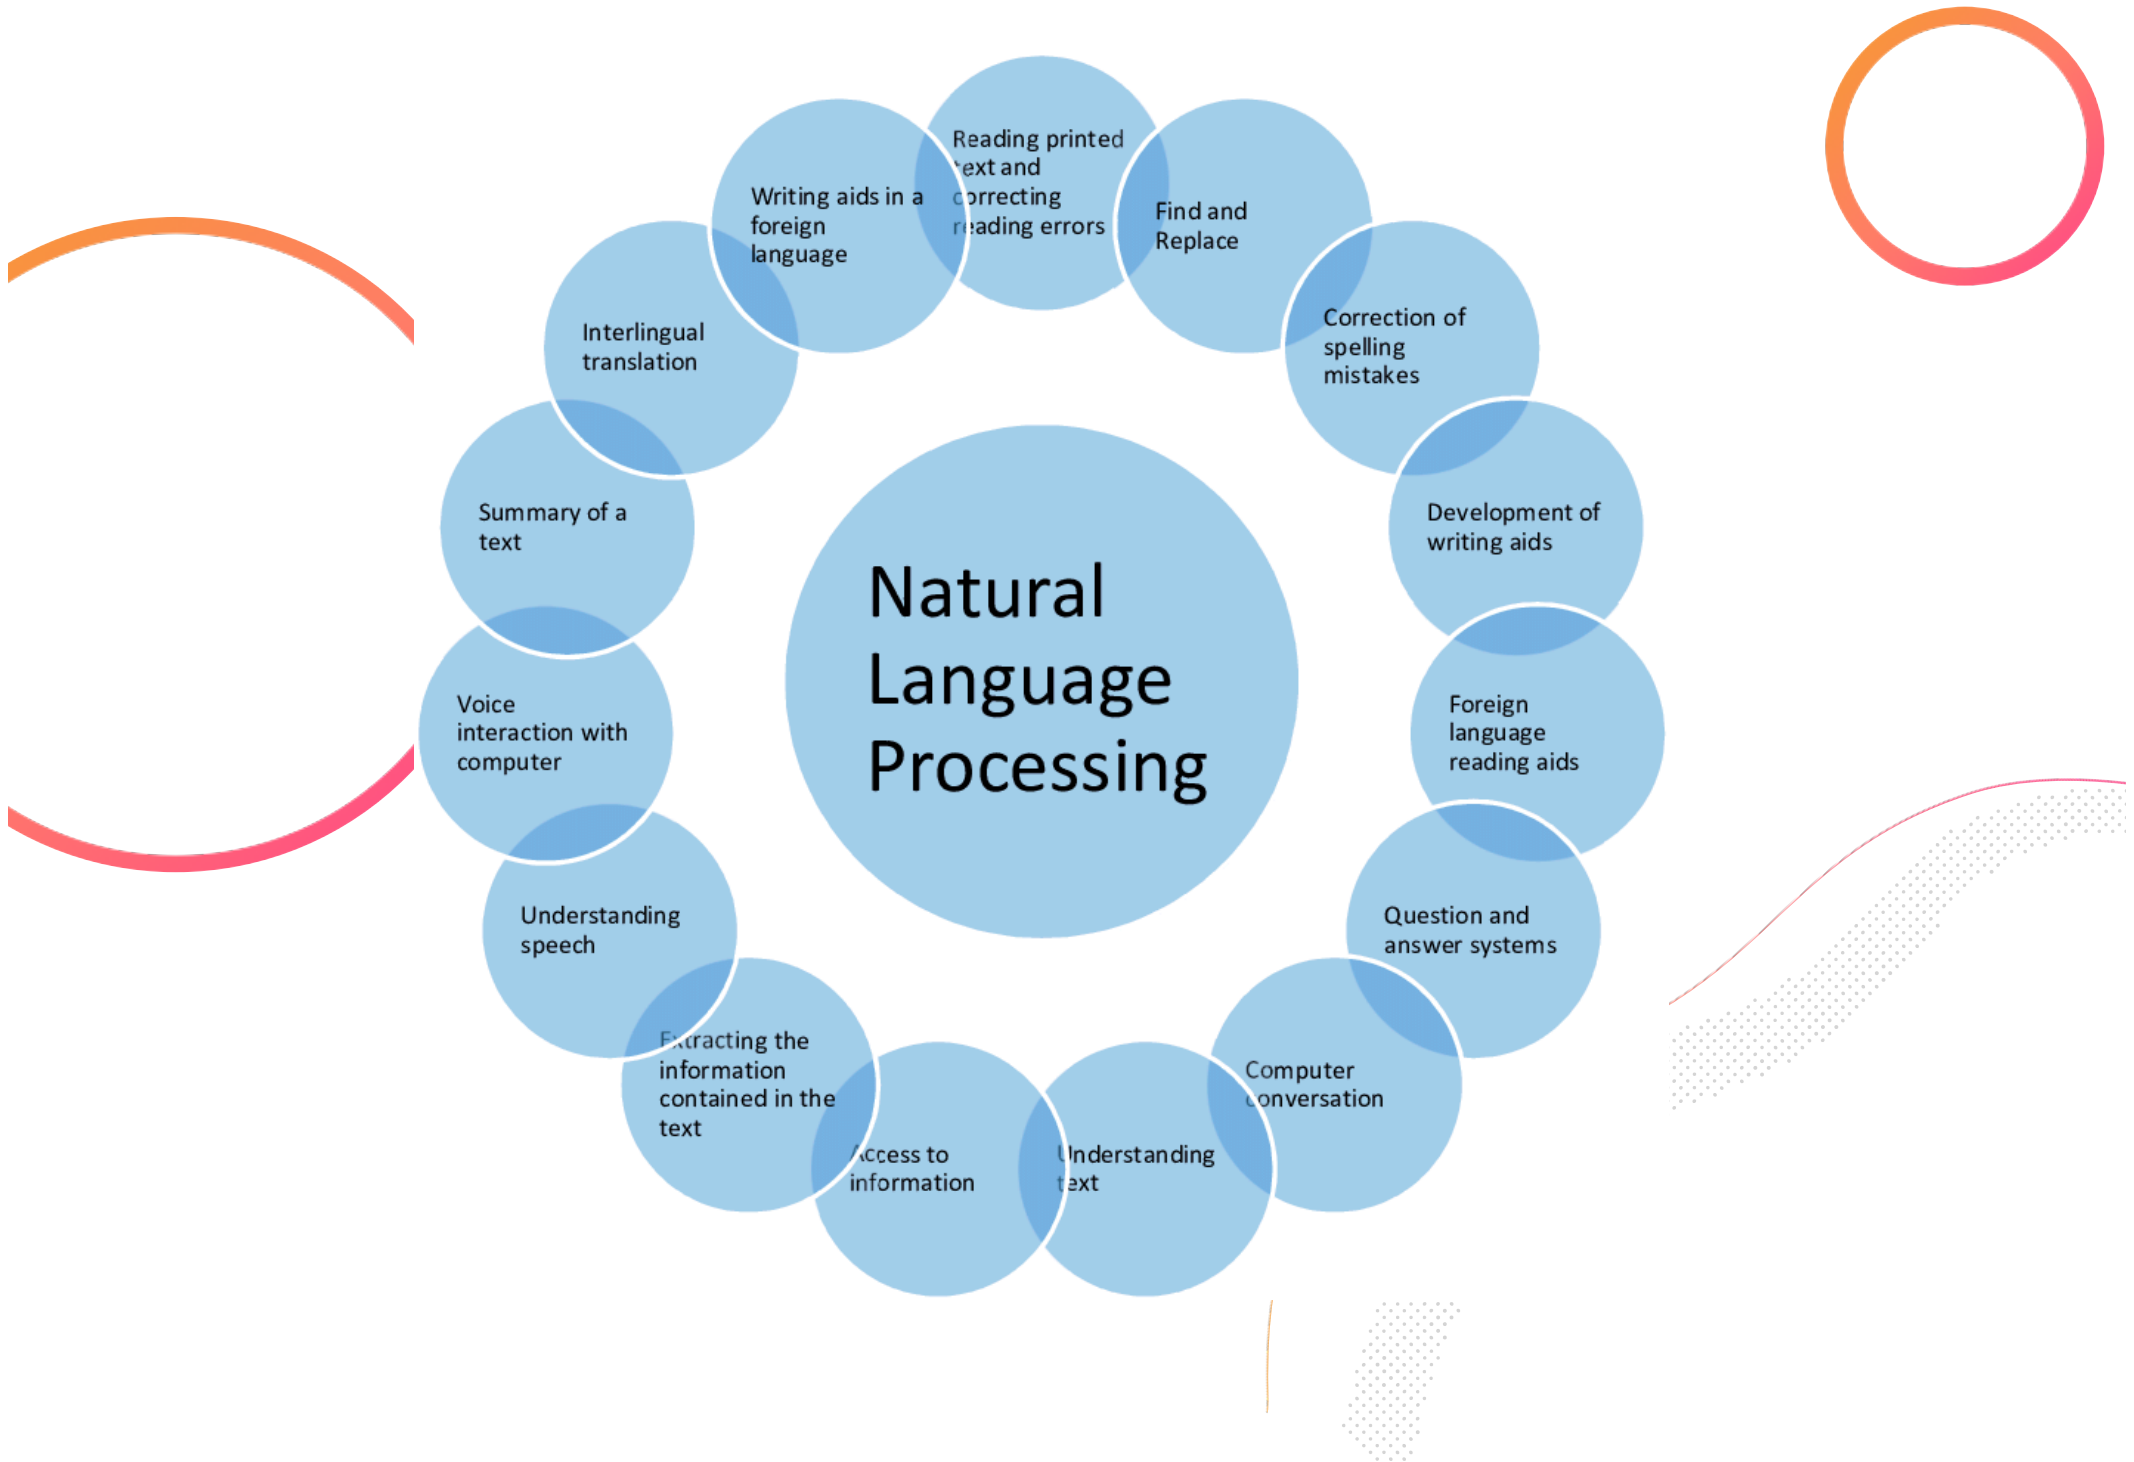 Reading printed
text and
correcting
reading errors
Find and
Replace
Correction of
spelling
mistakes
Development of
writing aids
Foreign
language
reading aids
Question and
answer systems
Computer
conversation
Understanding
text
Access to
information
Extracting the
information
contained in the
text
Understanding
speech
Voice
interaction with
computer
Summary of a
text
Interlingual
translation
Writing aids in a
foreign
language
Natural
Language
Processing